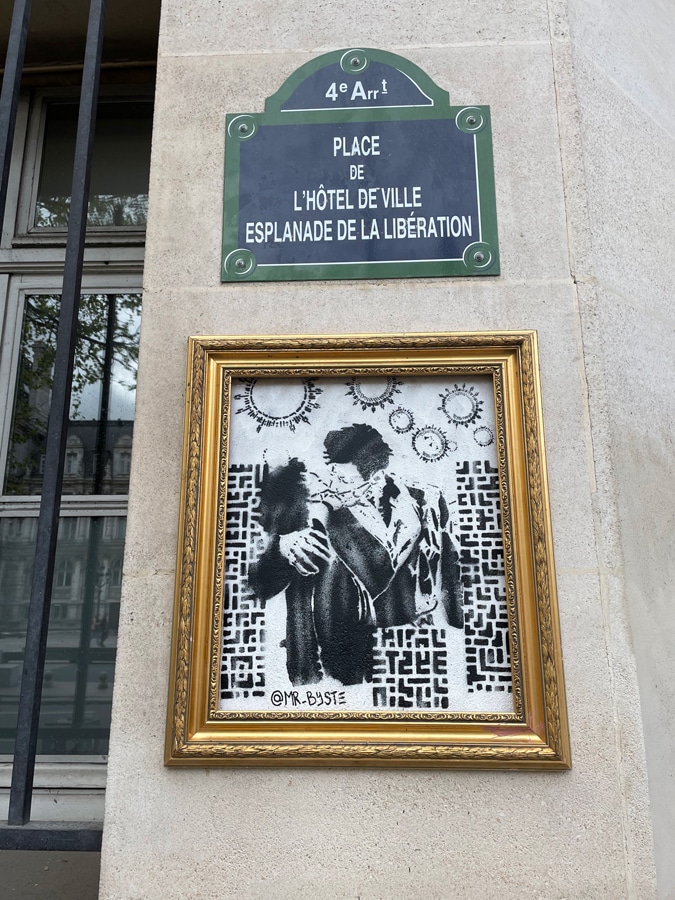 4e Arrt
PLACE
DE
L'HÔTEL DE VILLE
ESPLANADE DE LA LIBÉRATION
@MR_BYSTE